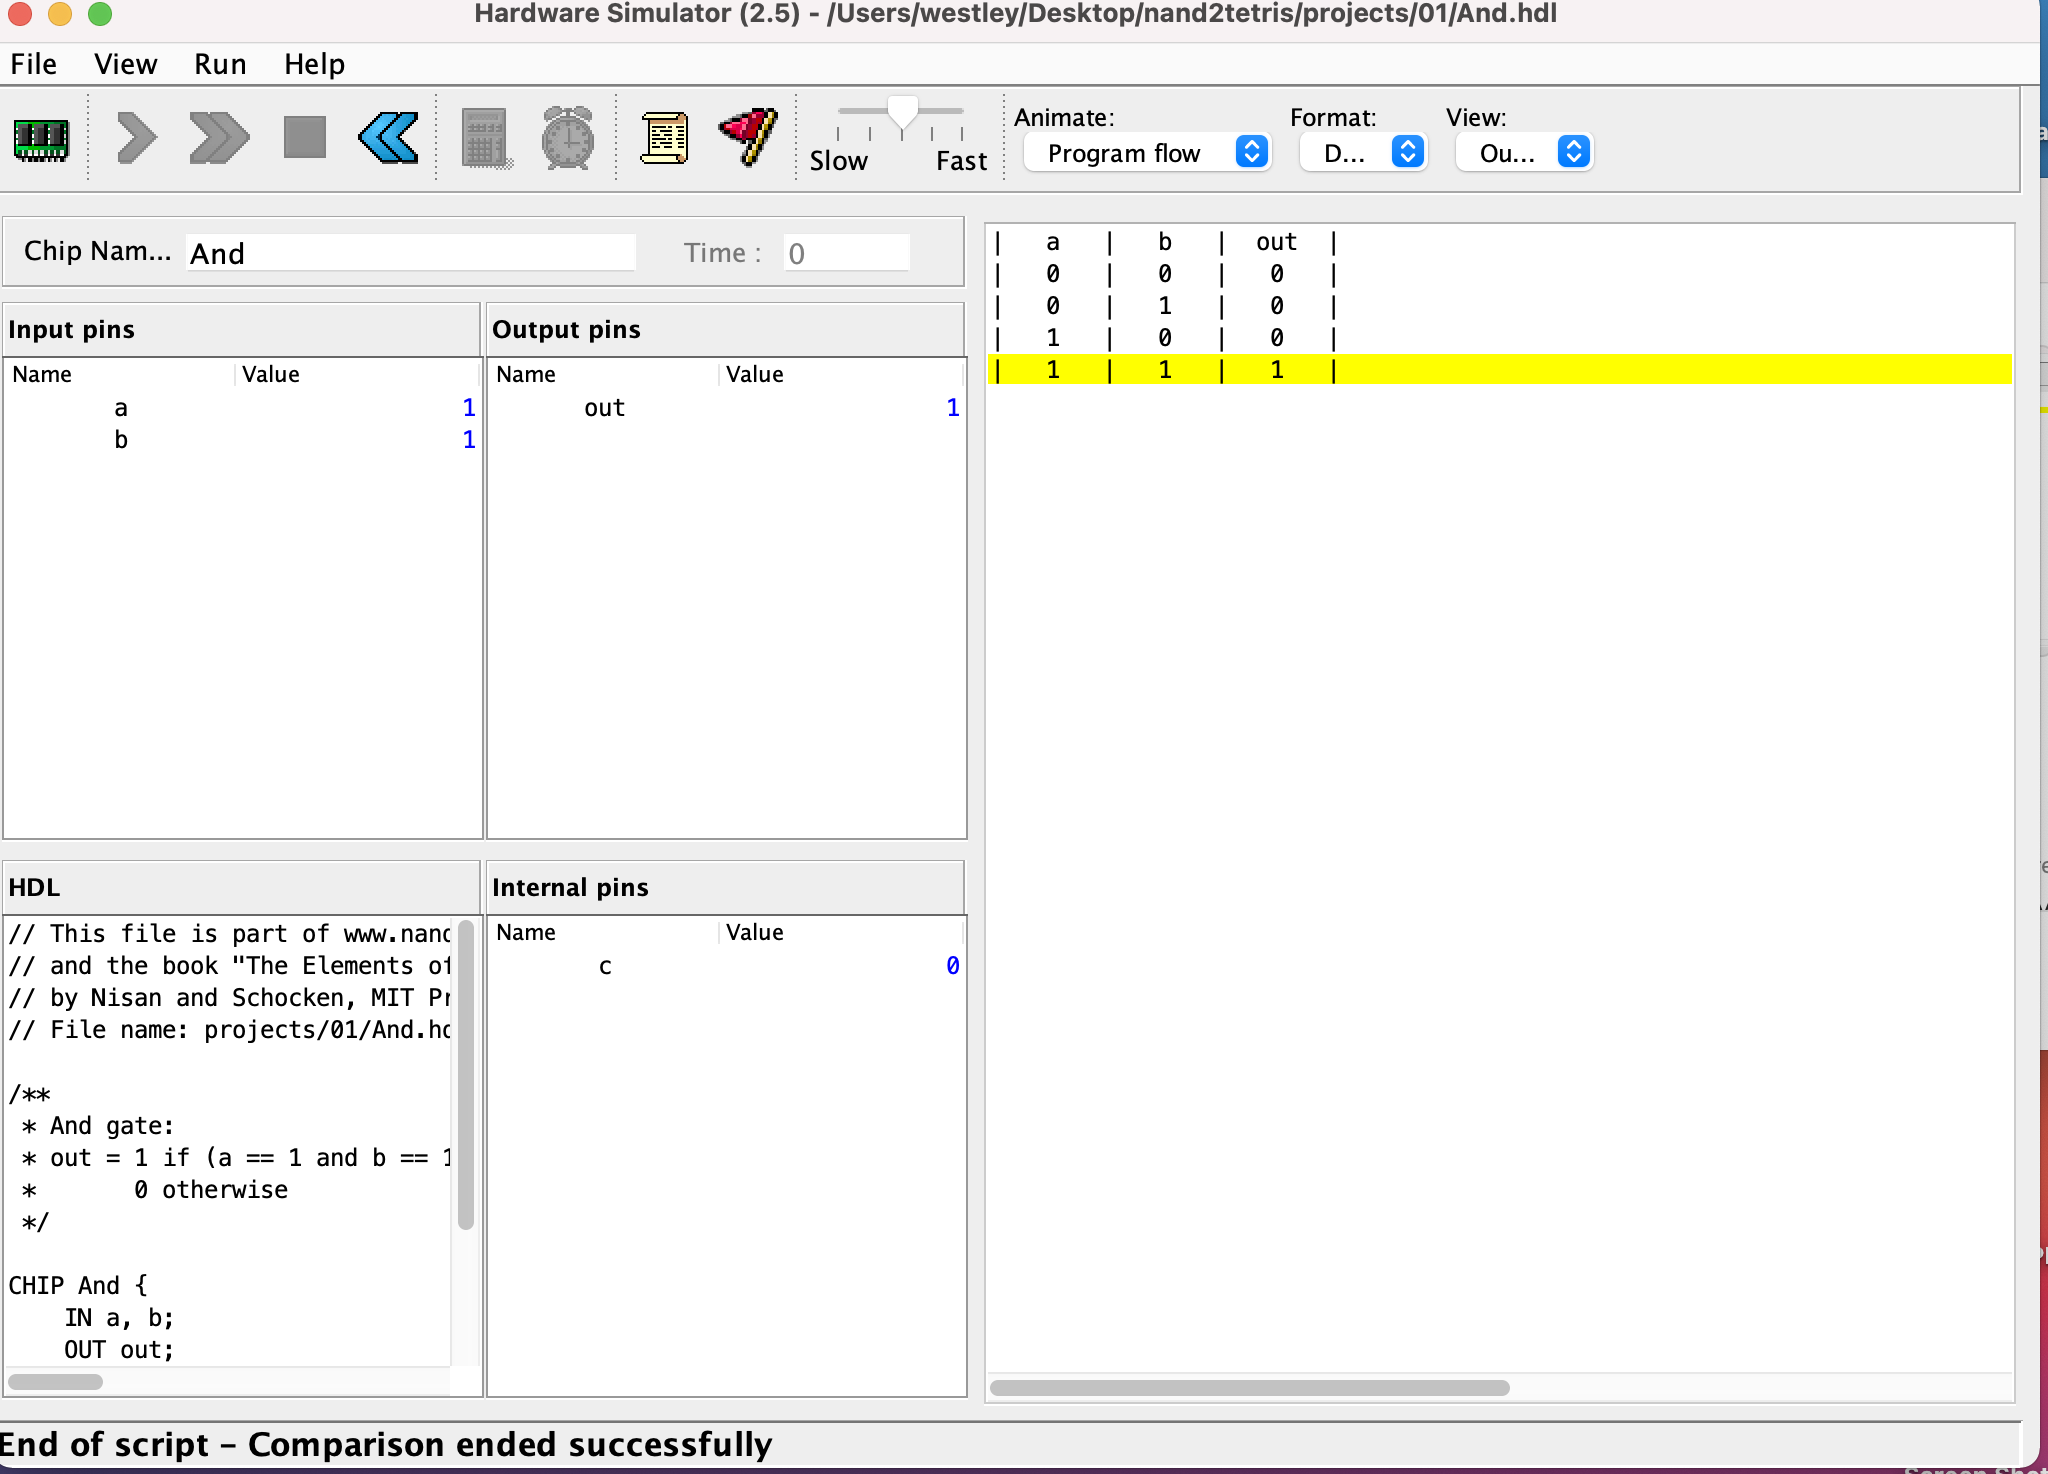 Hardware Simulator (2.5) - /Users/westley/Desktop/nand2tetris/projects/01/And.hdl
File View Run Help
Slow Fast
Animate: Format: View:
Program flow D... Ou...
Chip Nam... And Time : 0
Input pins
Name Value
a 1
b 1
Output pins
Name Value
out 1
HDL
// This file is part of www.nand
// and the book "The Elements of
// by Nisan and Schocken, MIT Pr
// File name: projects/01/And.hd
/**
* And gate:
* out = 1 if (a == 1 and b == 1
* 0 otherwise
*/
CHIP And {
IN a, b;
OUT out;
Internal pins
Name Value
c 0
| a | b | out |
| 0 | 0 | 0 |
| 0 | 1 | 0 |
| 1 | 0 | 0 |
| 1 | 1 | 1 |
End of script – Comparison ended successfully